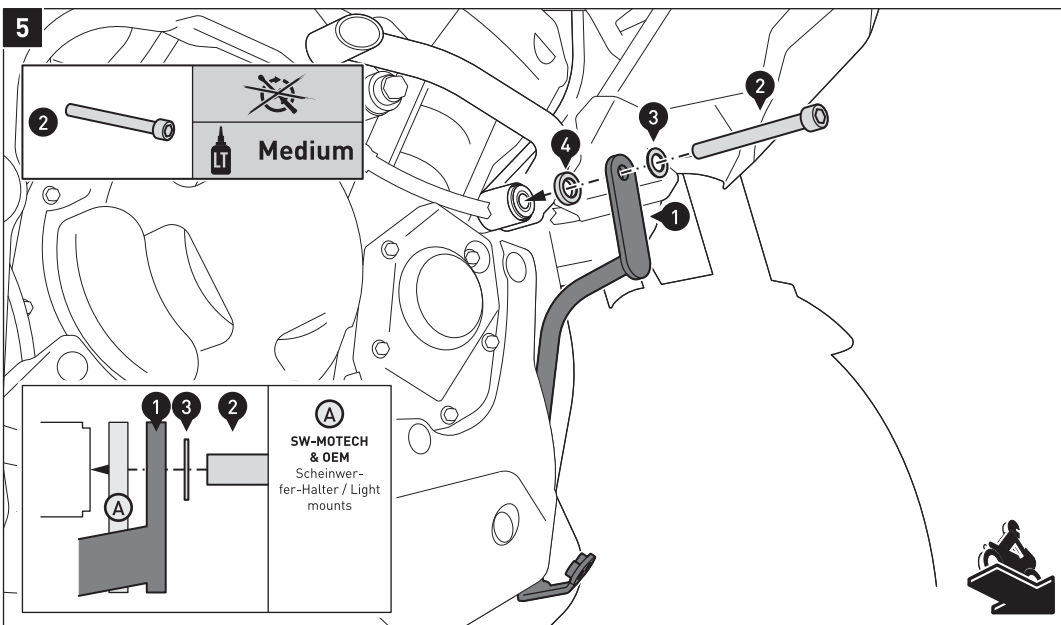 5
2
LT
Medium
4
3
2
1
1
3
2
A
A
SW-MOTECH
& OEM
Scheinwer-
fer-Halter / Light
mounts